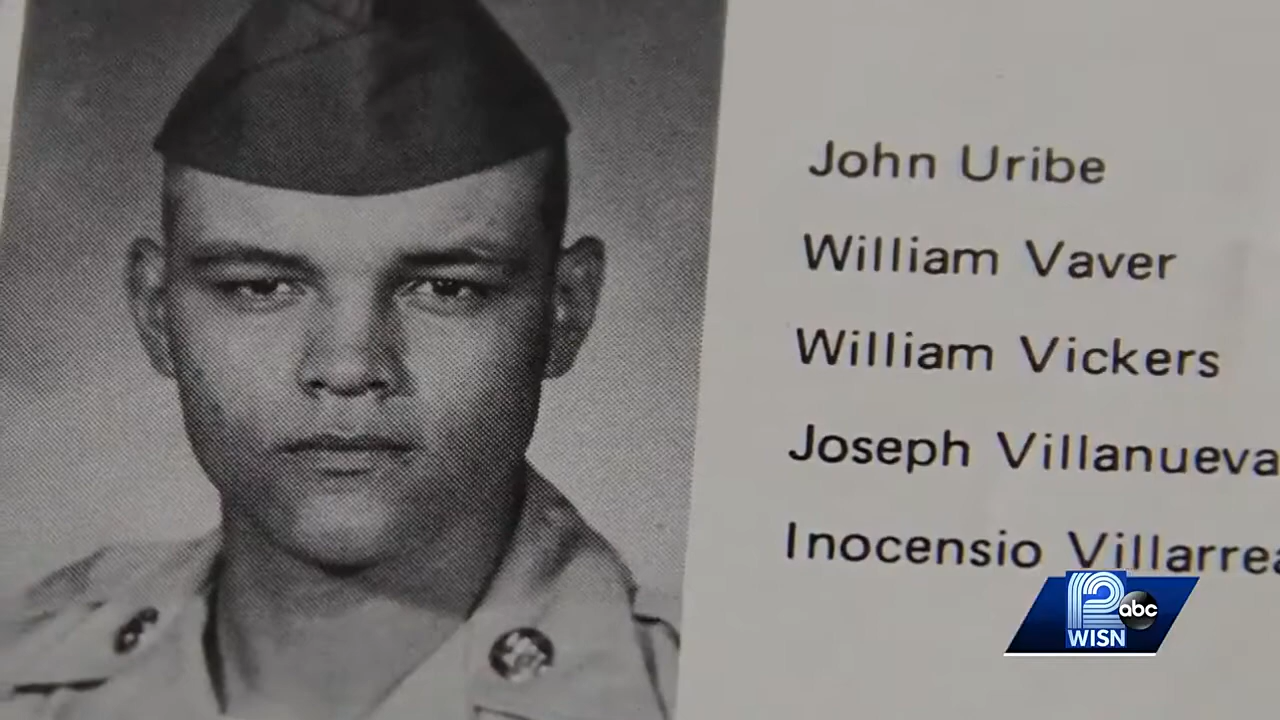 John Uribe
William Vaver
William Vickers
Joseph Villanueva
Inocensio Villarrea
12
abc
WISN